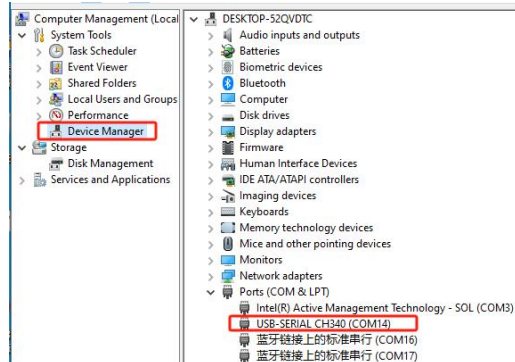 Computer Management (Local
System Tools
Task Scheduler
Event Viewer
Shared Folders
Local Users and Groups
Performance
Device Manager
Storage
Disk Management
Services and Applications
DESKTOP-52QVDTC
Audio inputs and outputs
Batteries
Biometric devices
Bluetooth
Computer
Disk drives
Display adapters
Firmware
Human Interface Devices
IDE ATA/ATAPI controllers
Imaging devices
Keyboards
Memory technology devices
Mice and other pointing devices
Monitors
Network adapters
Ports (COM & LPT)
Intel(R) Active Management Technology - SOL (COM3)
USB-SERIAL CH340 (COM14)
蓝牙链接上的标准串行 (COM16)
蓝牙链接上的标准串行 (COM17)